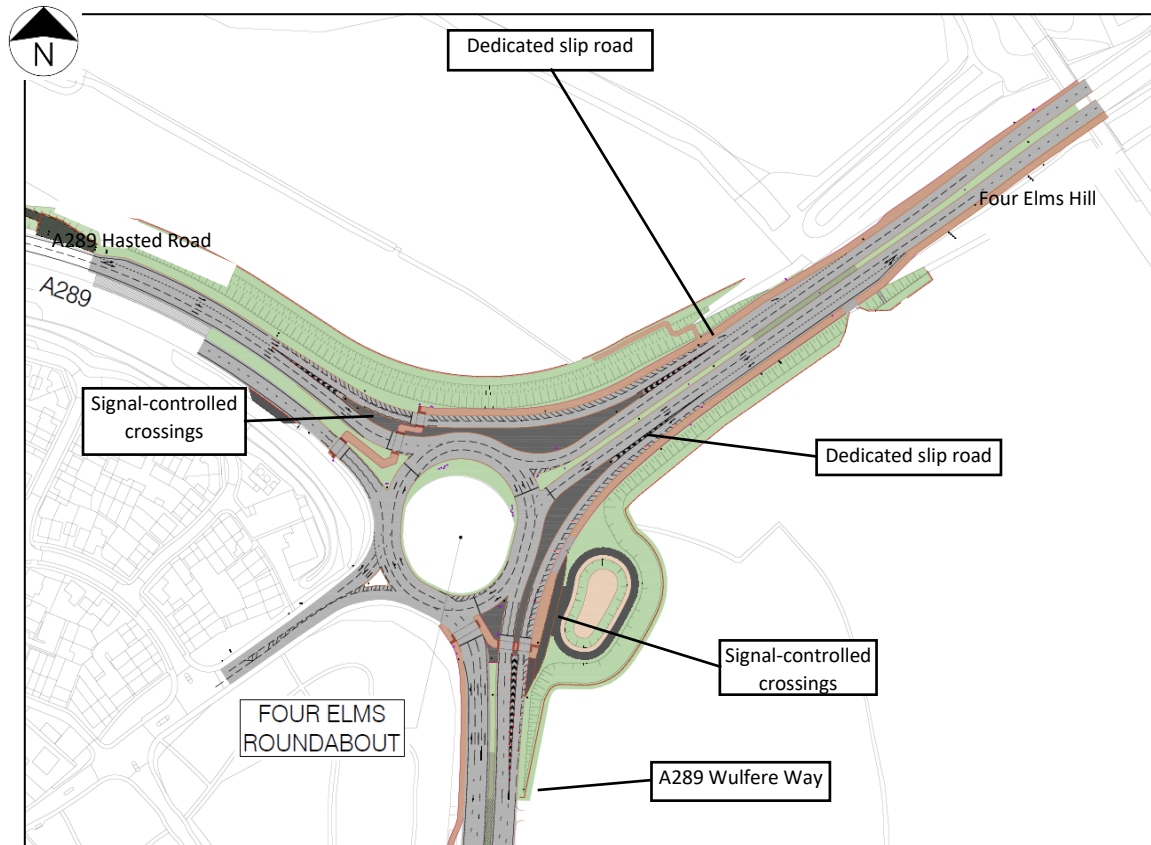 N
Dedicated slip road
Four Elms Hill
A289 Hasted Road
A289
Signal-controlled
crossings
Dedicated slip road
Signal-controlled
crossings
FOUR ELMS
ROUNDABOUT
A289 Wulfere Way